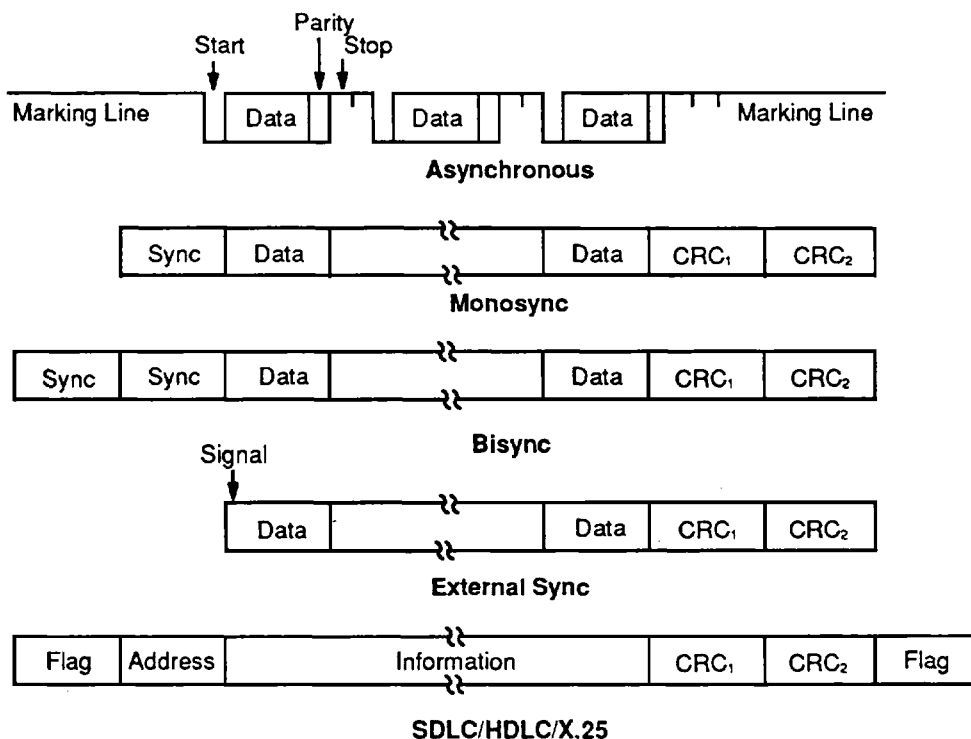 Parity
Start Stop
Marking Line Data Data Data Marking Line
Asynchronous
Sync Data Data CRC₁ CRC₂
Monosync
Sync Sync Data Data CRC₁ CRC₂
Bisync
Signal
Data Data CRC₁ CRC₂
External Sync
Flag Address Information CRC₁ CRC₂ Flag
SDLC/HDLC/X.25